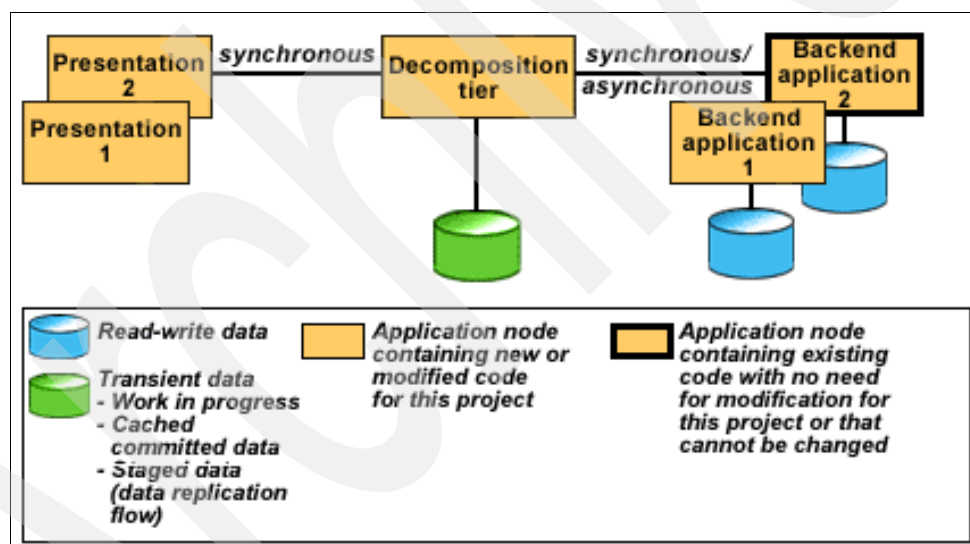 Presentation
2
Presentation
1
synchronous
Decomposition
tier
synchronous/
asynchronous
Backend
application
2
Backend
application
1
Read-write data
Transient data
- Work in progress
- Cached
committed data
- Staged data
(data replication
flow)
Application node
containing new or
modified code
for this project
Application node
containing existing
code with no need
for modification for
this project or that
cannot be changed